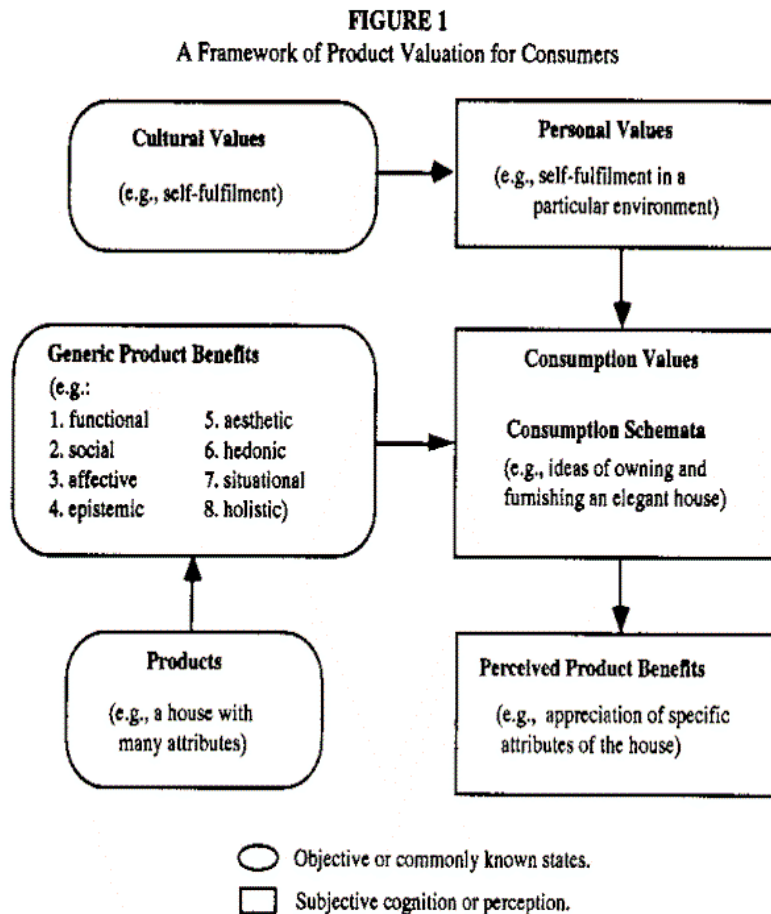 FIGURE 1
A Framework of Product Valuation for Consumers
Cultural Values
(e.g., self-fulfilment)
Personal Values
(e.g., self-fulfilment in a
particular environment)
Generic Product Benefits
(e.g.:
1. functional
2. social
3. affective
4. epistemic
5. aesthetic
6. hedonic
7. situational
8. holistic)
Consumption Values
Consumption Schemata
(e.g., ideas of owning and
furnishing an elegant house)
Products
(e.g., a house with
many attributes)
Perceived Product Benefits
(e.g., appreciation of specific
attributes of the house)
Objective or commonly known states.
Subjective cognition or perception.